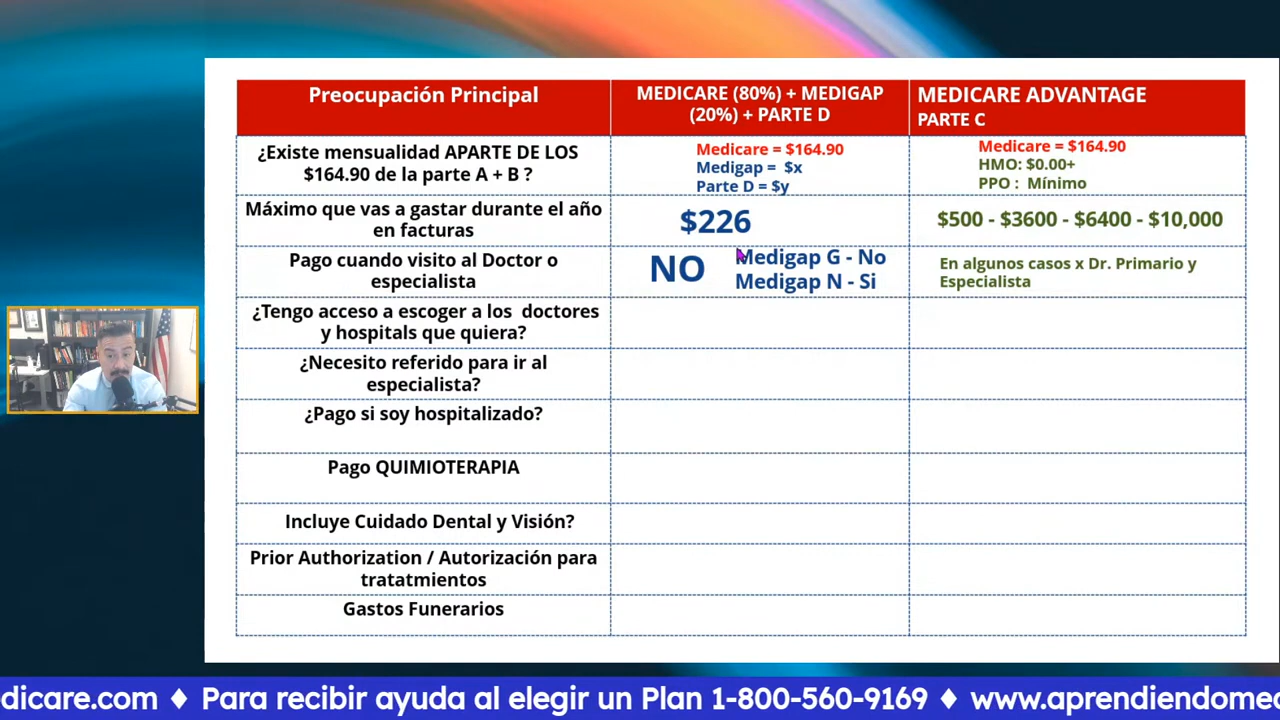 Preocupación Principal
MEDICARE (80%) + MEDIGAP
(20%) + PARTE D
MEDICARE ADVANTAGE
PARTE C
¿Existe mensualidad APARTE DE LOS
$164.90 de la parte A + B ?
Medicare = $164.90
Medigap = $x
Parte D = $y
Medicare = $164.90
HMO: $0.00+
PPO : Mínimo
Máximo que vas a gastar durante el año
en facturas
$226
$500 - $3600 - $6400 - $10,000
Pago cuando visito al Doctor o
especialista
NO
Medigap G - No
Medigap N - Si
En algunos casos x Dr. Primario y
Especialista
¿Tengo acceso a escoger a los doctores
y hospitals que quiera?
¿Necesito referido para ir al
especialista?
¿Pago si soy hospitalizado?
Pago QUIMIOTERAPIA
Incluye Cuidado Dental y Visión?
Prior Authorization / Autorización para
tratatmientos
Gastos Funerarios
dicare.com ♦ Para recibir ayuda al elegir un Plan 1-800-560-9169 ♦ www.aprendiendome